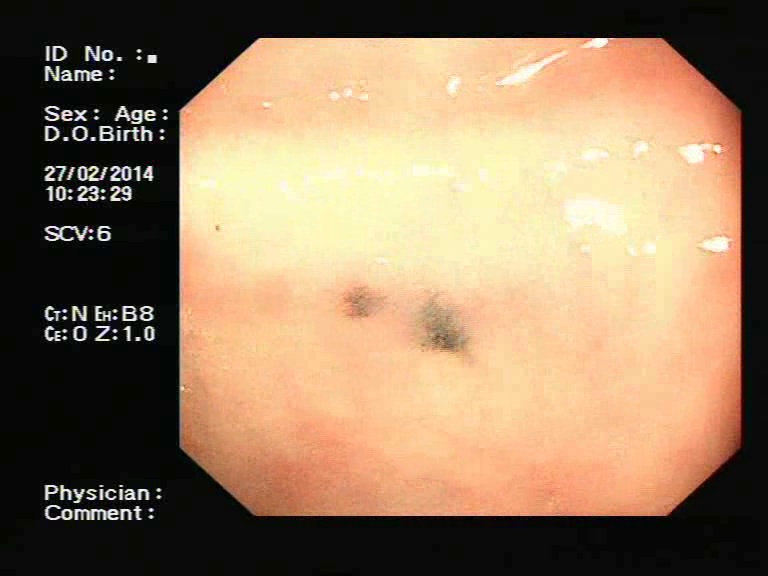 ID No. :
Name:
Sex: Age:
D.O.Birth:
27/02/2014
10:23:29
SCV:6
CT:N EH:B8
CE:0 Z:1.0
Physician:
Comment: